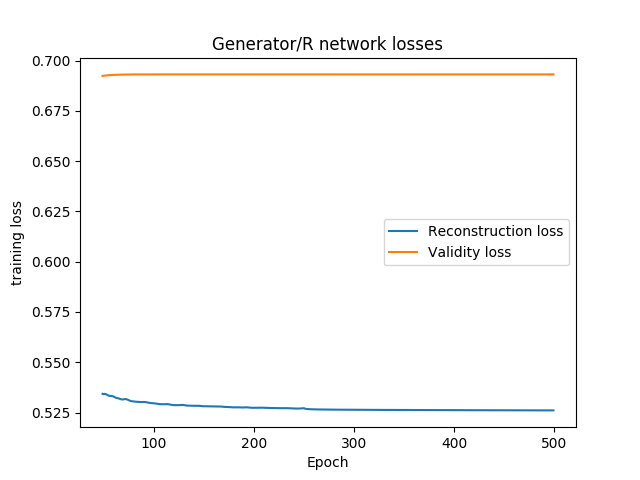 Generator/R network losses
0.700
0.675
0.650
0.625
0.600
0.575
0.550
0.525
training loss
Reconstruction loss
Validity loss
100
200
300
400
500
Epoch